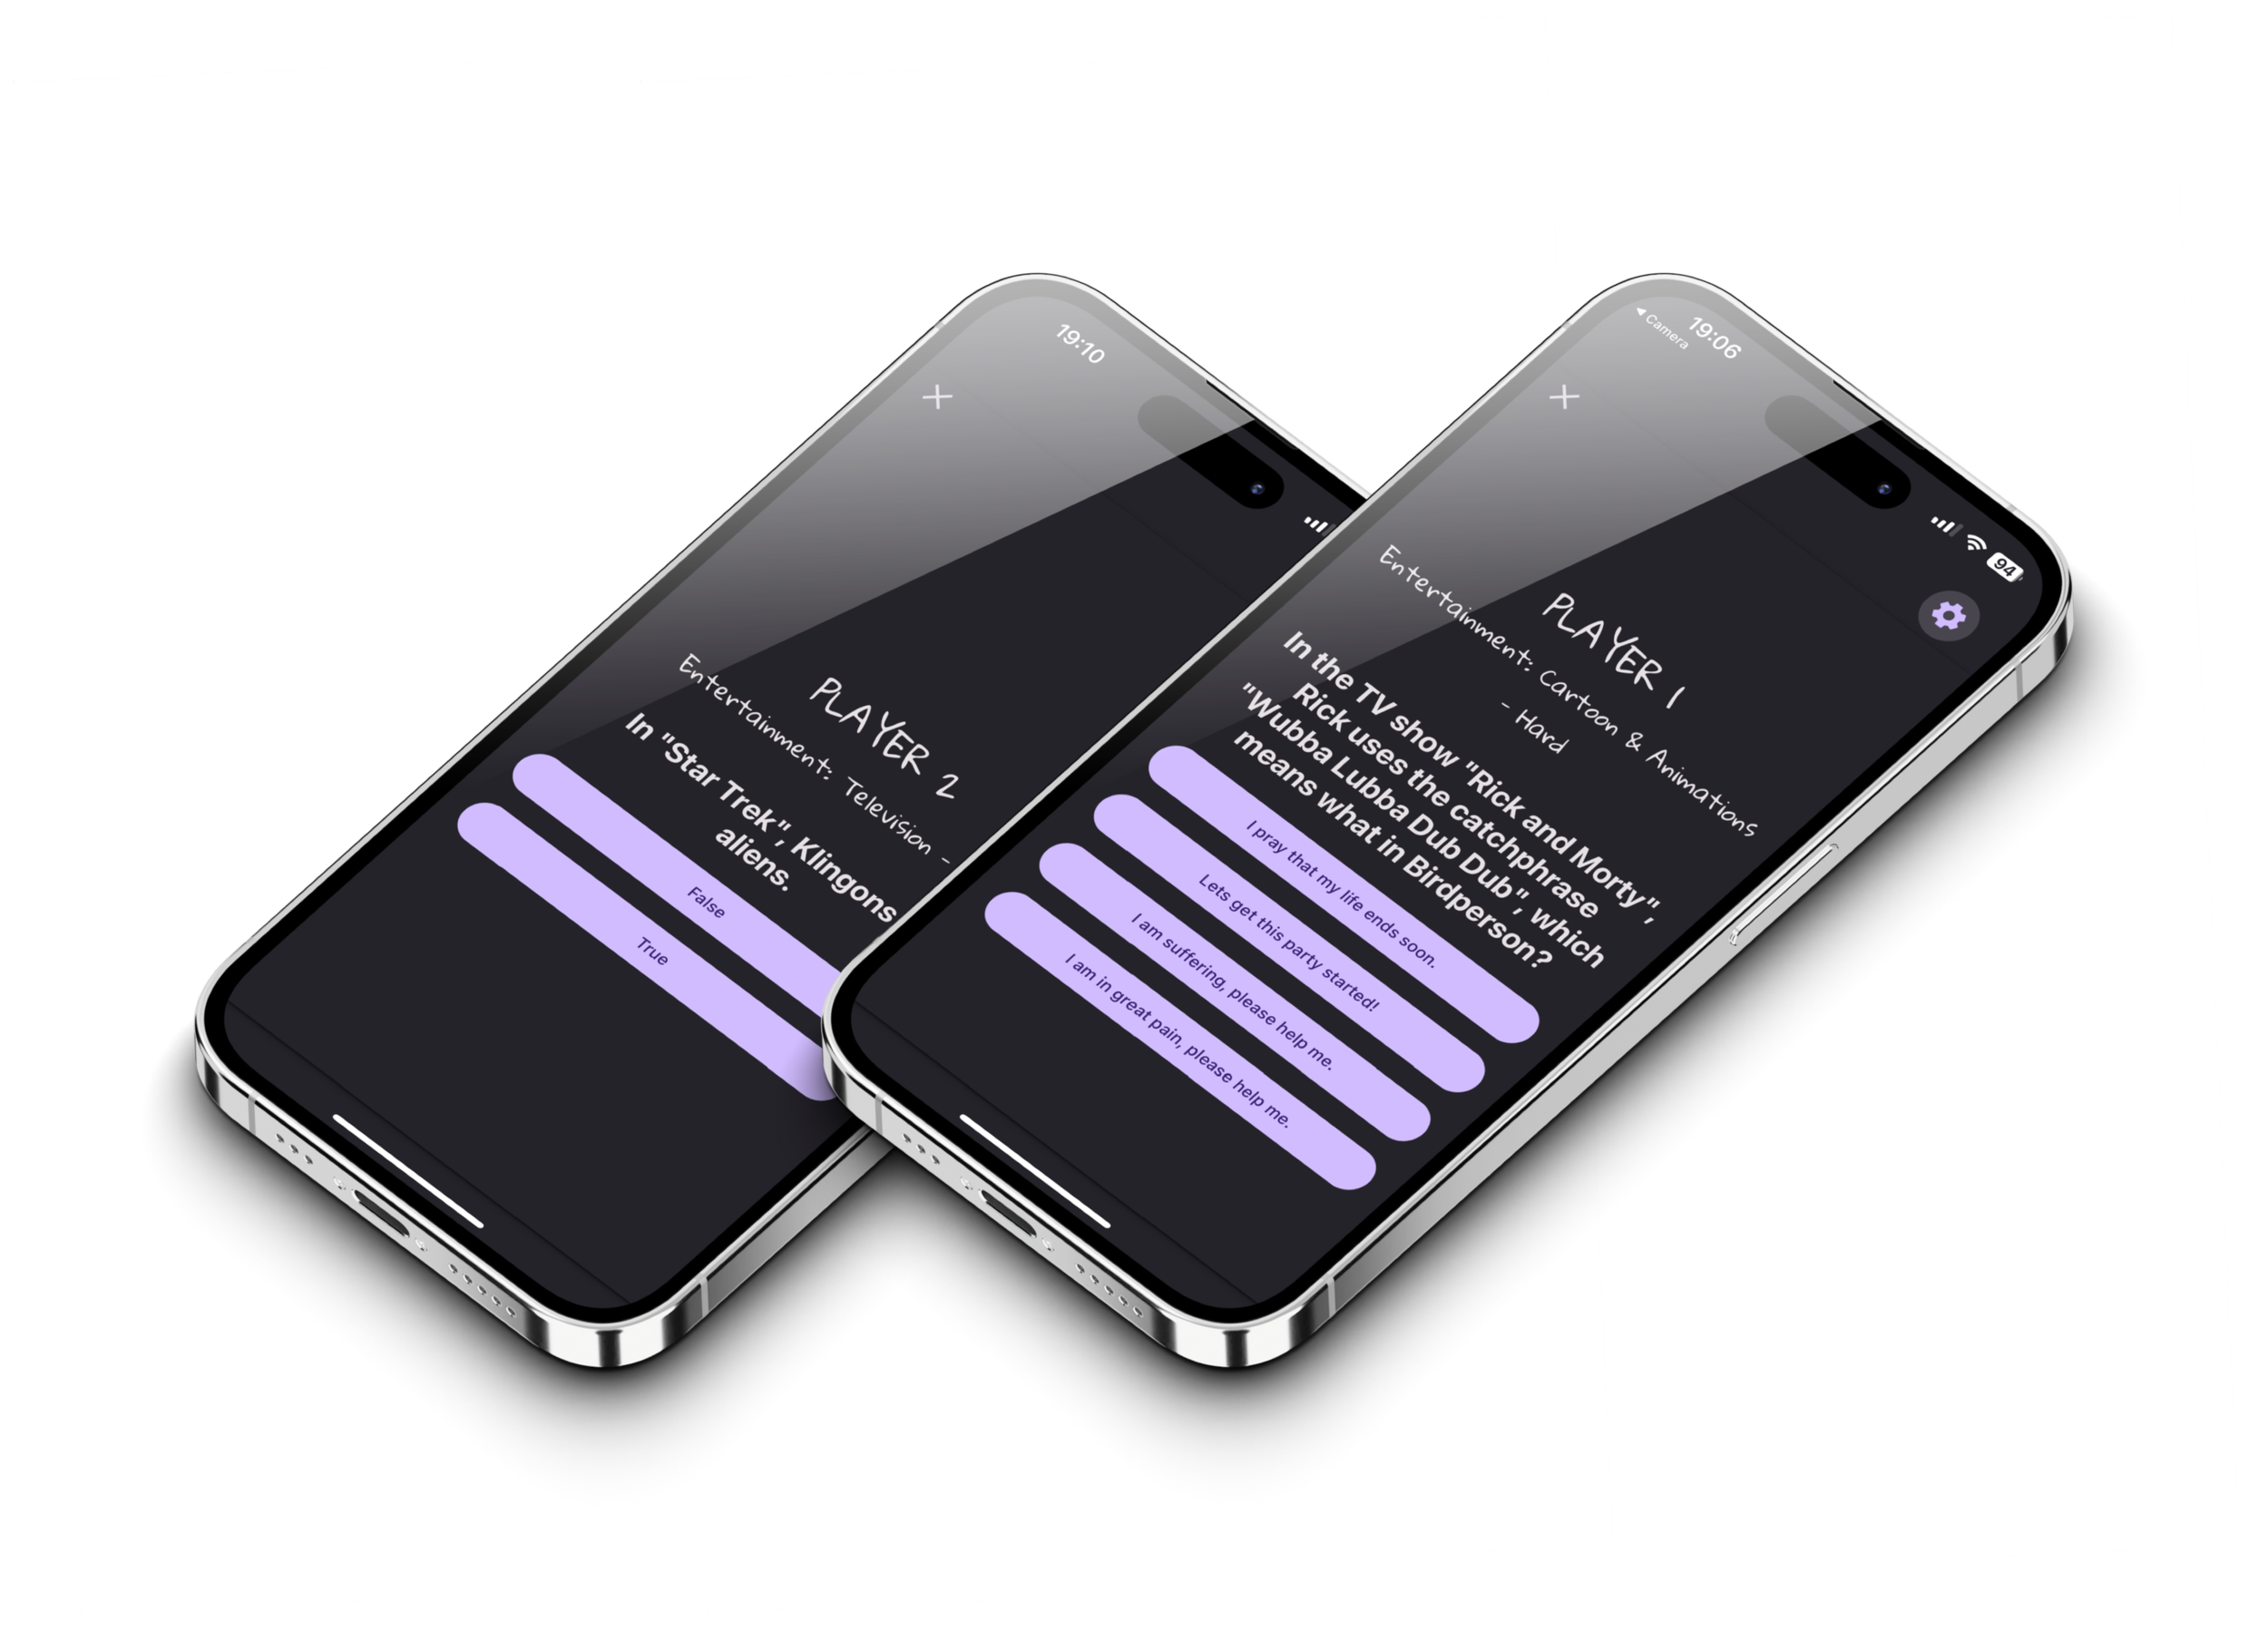 19:10
PLAYER 2
Entertainment: Television -
In "Star Trek", Klingons
aliens.
False
True
◀ Camera
19:06
94
PLAYER 1
Entertainment: Cartoon & Animations
- Hard
In the TV show "Rick and Morty",
Rick uses the catchphrase
"Wubba Lubba Dub Dub", which
means what in Birdperson?
I pray that my life ends soon.
Lets get this party started!
I am suffering, please help me.
I am in great pain, please help me.